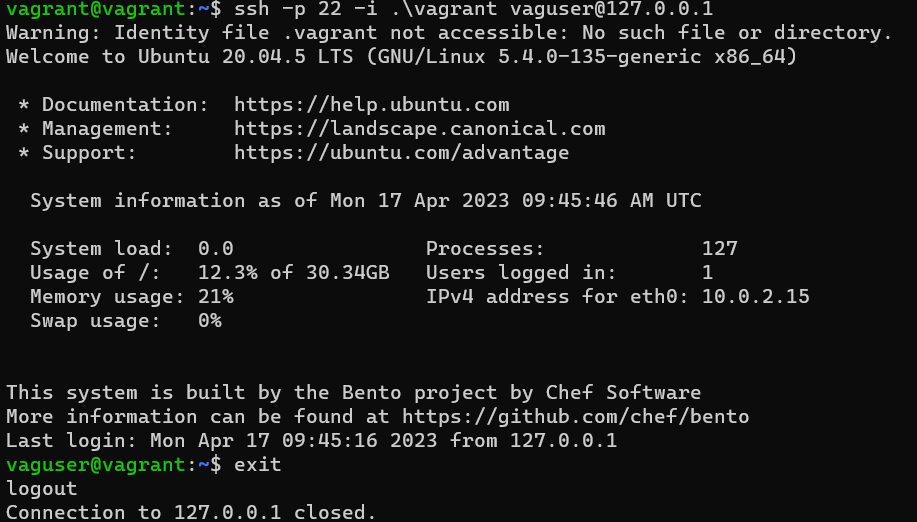 vagrant@vagrant:~$ ssh -p 22 -i .\vagrant vaguser@127.0.0.1
Warning: Identity file .vagrant not accessible: No such file or directory.
Welcome to Ubuntu 20.04.5 LTS (GNU/Linux 5.4.0-135-generic x86_64)
* Documentation:  https://help.ubuntu.com
* Management:     https://landscape.canonical.com
* Support:        https://ubuntu.com/advantage
System information as of Mon 17 Apr 2023 09:45:46 AM UTC
System load:  0.0                Processes:             127
Usage of /:   12.3% of 30.34GB   Users logged in:       1
Memory usage: 21%                IPv4 address for eth0: 10.0.2.15
Swap usage:   0%
This system is built by the Bento project by Chef Software
More information can be found at https://github.com/chef/bento
Last login: Mon Apr 17 09:45:16 2023 from 127.0.0.1
vaguser@vagrant:~$ exit
logout
Connection to 127.0.0.1 closed.